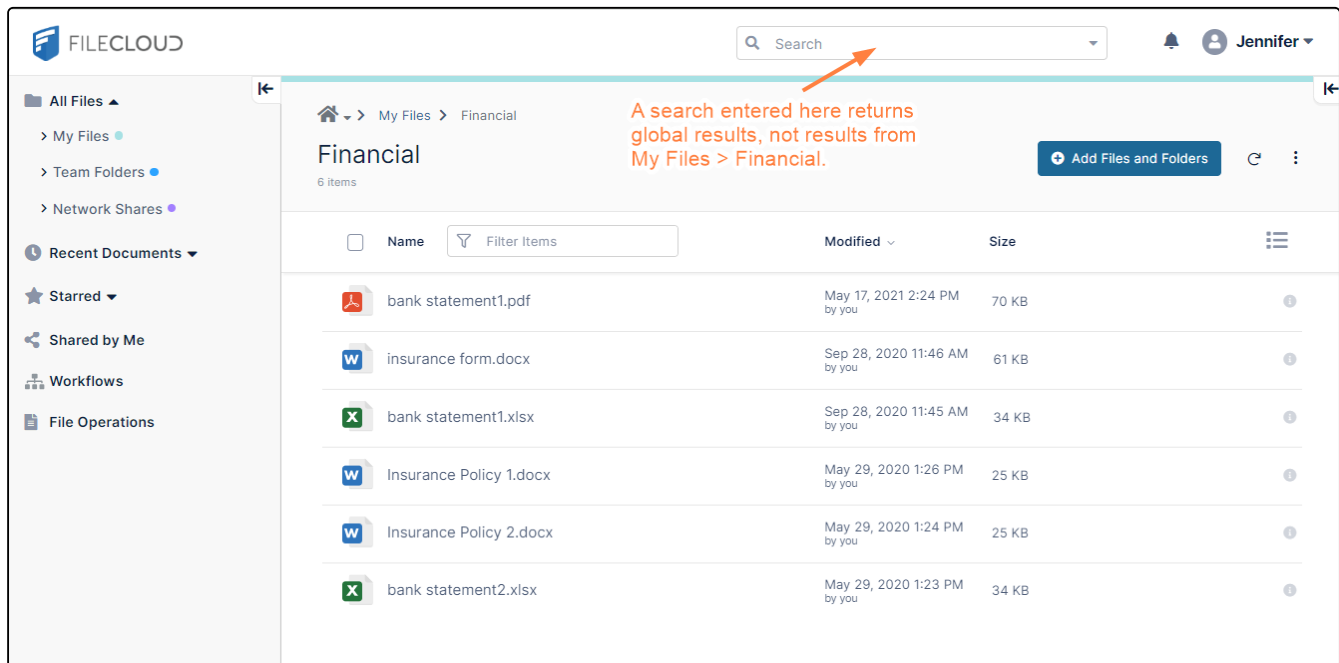 FILECLOUD
Search
Jennifer
All Files
My Files
Team Folders
Network Shares
Recent Documents
Starred
Shared by Me
Workflows
File Operations
My Files > Financial
A search entered here returns
global results, not results from
My Files > Financial.
Financial
6 items
Add Files and Folders
Name
Filter Items
Modified
Size
bank statement1.pdf
May 17, 2021 2:24 PM
by you
70 KB
insurance form.docx
Sep 28, 2020 11:46 AM
by you
61 KB
bank statement1.xlsx
Sep 28, 2020 11:45 AM
by you
34 KB
Insurance Policy 1.docx
May 29, 2020 1:26 PM
by you
25 KB
Insurance Policy 2.docx
May 29, 2020 1:24 PM
by you
25 KB
bank statement2.xlsx
May 29, 2020 1:23 PM
by you
34 KB